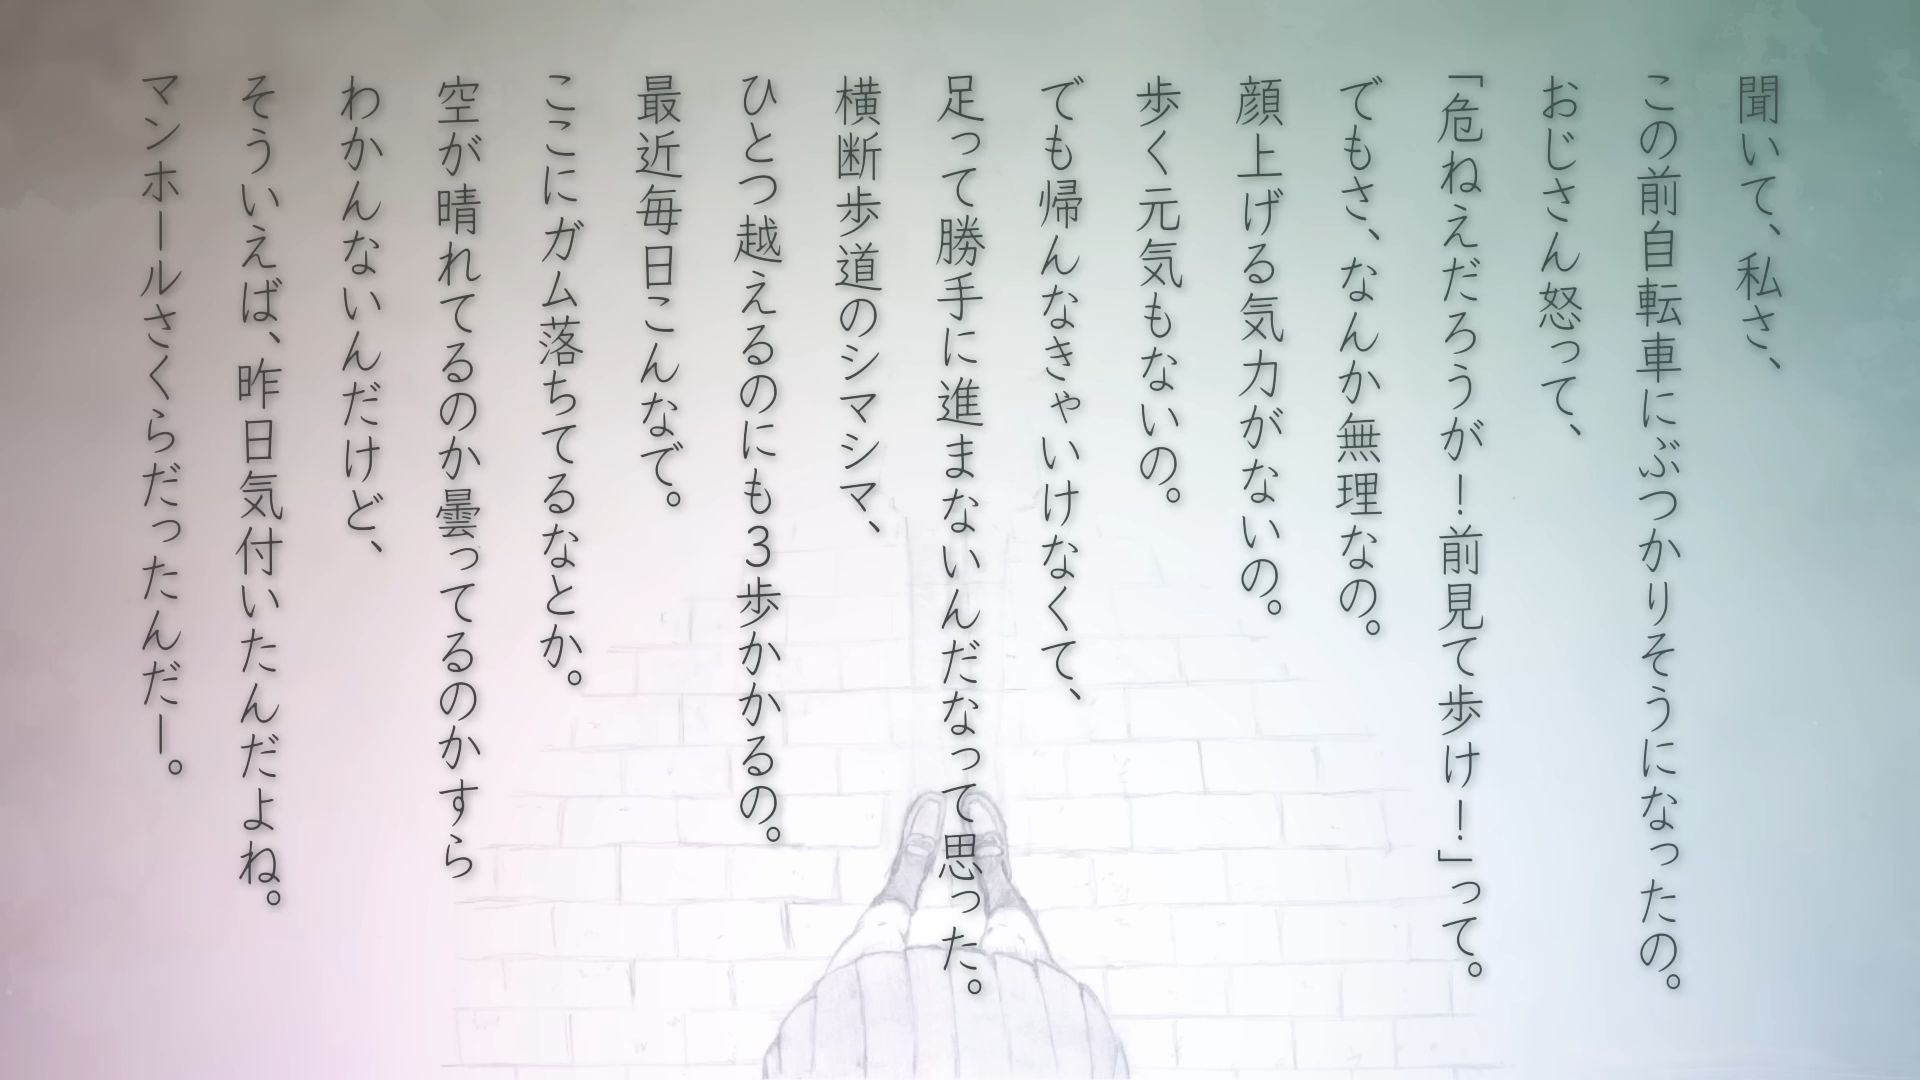 聞いて、私さ、
この前自転車にぶつかりそうになったの。
おじさん怒って、
「危ねえだろうが！前見て歩け！」って。
でもさ、なんか無理なの。
顔上げる気力がないの。
歩く元気もないの。
でも帰んなきゃいけなくて、
足って勝手に進まないんだなって思った。
横断歩道のシマシマ、
ひとつ越えるのにも3歩かかるの。
最近毎日こんなで。
ここにガム落ちてるなとか。
空が晴れてるのか曇ってるのかすら
わかんないんだけど、
そういえば、昨日気付いたんだよね。
マンホールさくらだったんだー。